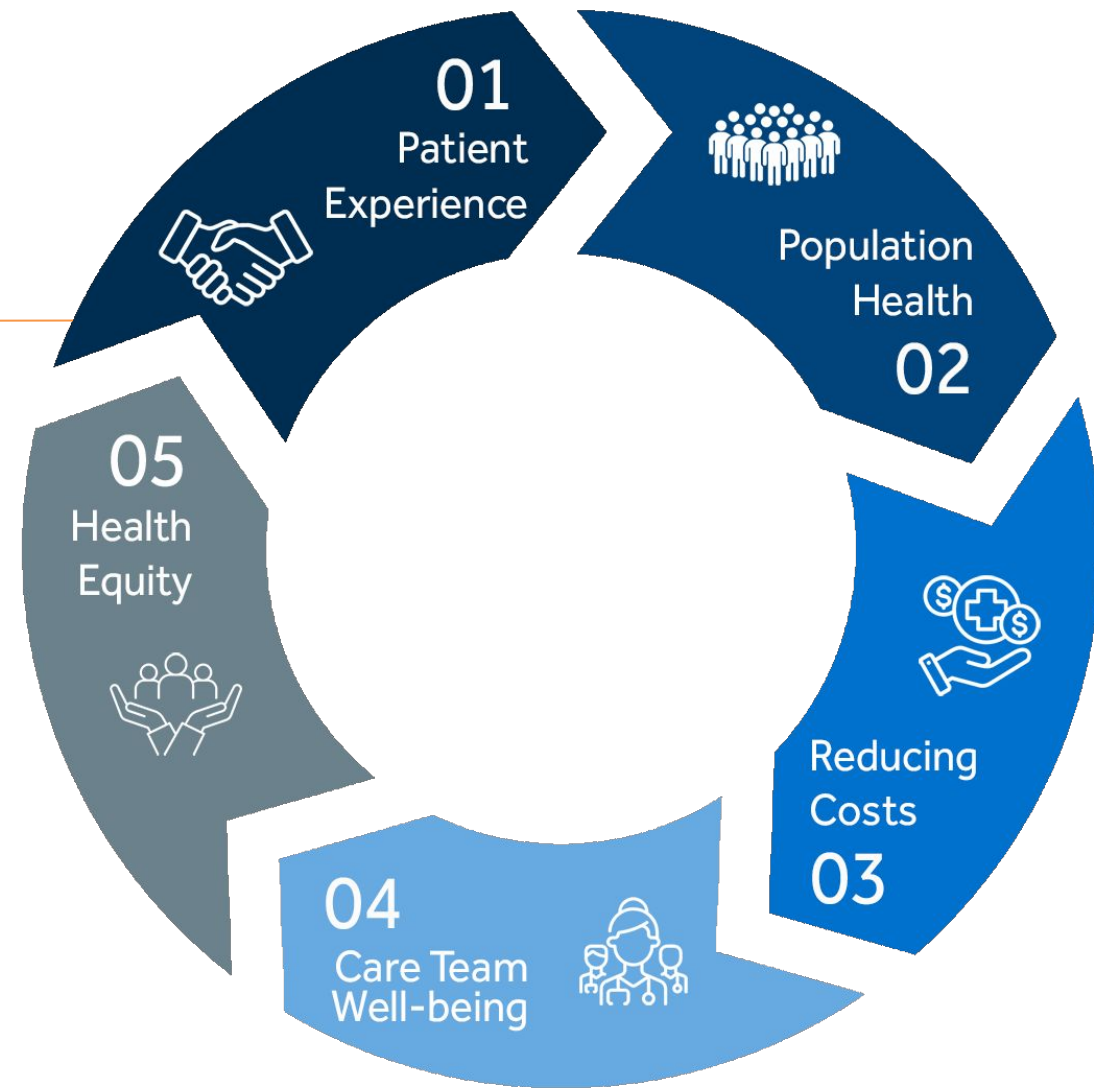 01
Patient
Experience
Population
Health
02
Reducing
Costs
03
04
Care Team
Well-being
05
Health
Equity
$
$